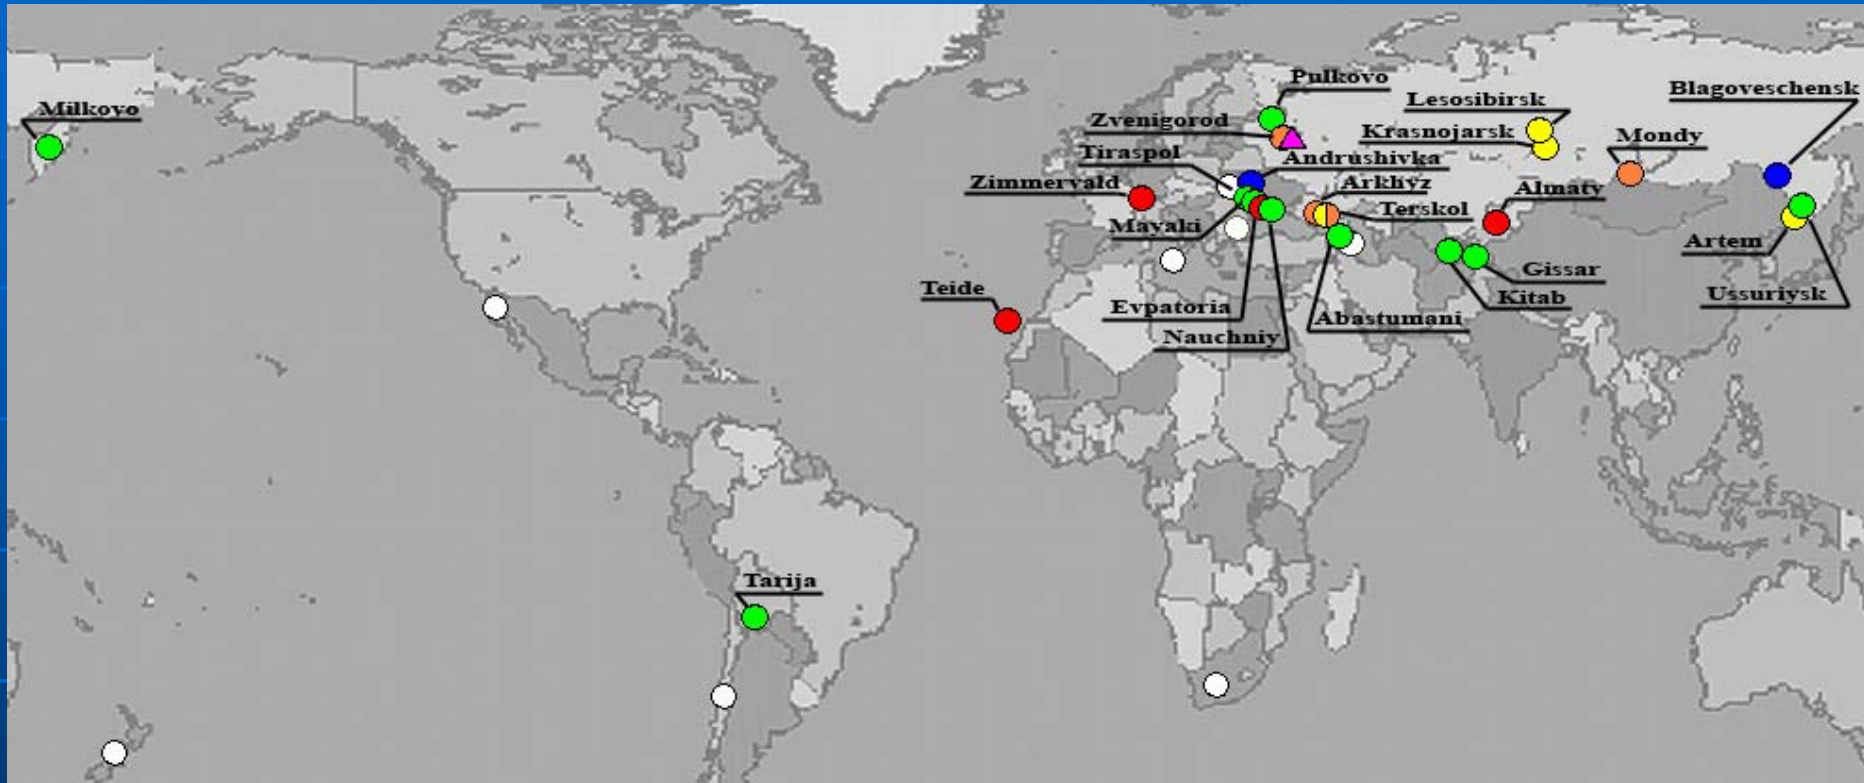 Pulkovo
Blagoveschensk
Lesosibirsk
Milkovo
Zvenigorod
Krasnojarsk
Mondy
Tiraspol
Andrushivka
Zimmervald
Arkhyz
Almaty
Terskol
Mayaki
Artem
Gissar
Teide
Kitab
Ussuriysk
Evpatoria
Abastumani
Nauchniy
Tarija